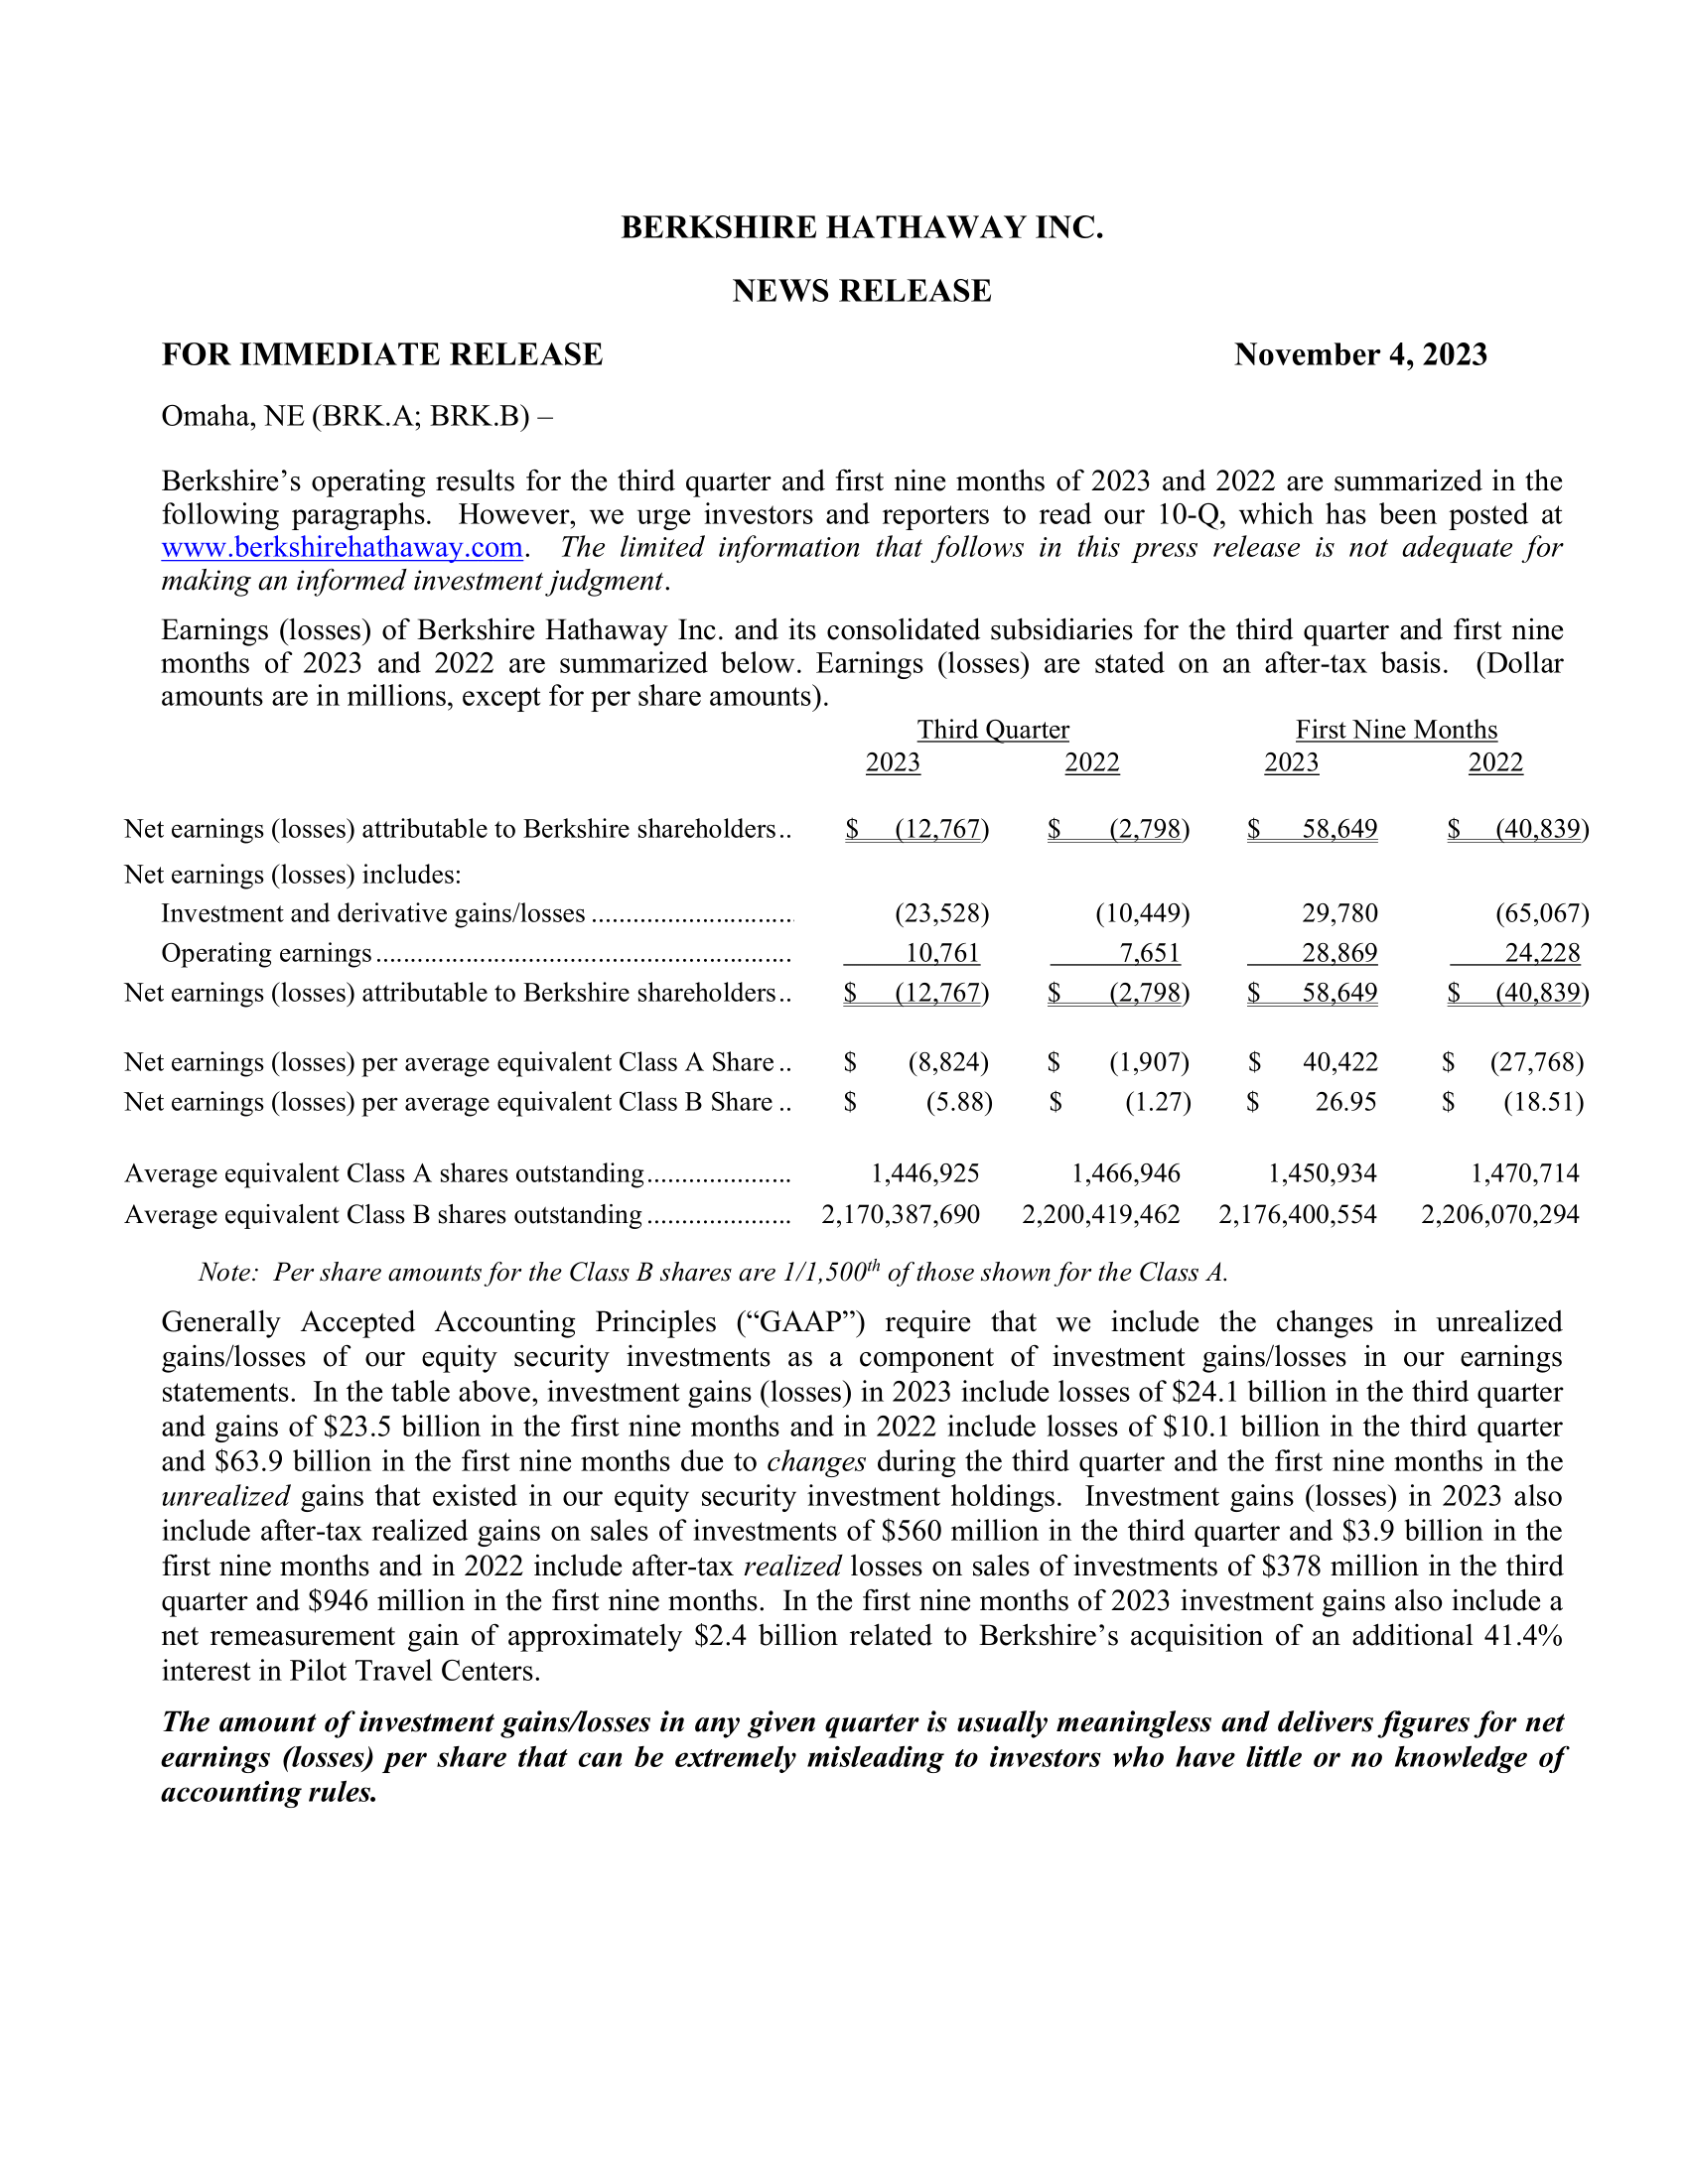 BERKSHIRE HATHAWAY INC.
NEWS RELEASE
FOR IMMEDIATE RELEASE November 4, 2023
Omaha, NE (BRK.A; BRK.B) –
Berkshire’s operating results for the third quarter and first nine months of 2023 and 2022 are summarized in the
following paragraphs. However, we urge investors and reporters to read our 10-Q, which has been posted at
www.berkshirehathaway.com. The limited information that follows in this press release is not adequate for
making an informed investment judgment.
Earnings (losses) of Berkshire Hathaway Inc. and its consolidated subsidiaries for the third quarter and first nine
months of 2023 and 2022 are summarized below. Earnings (losses) are stated on an after-tax basis. (Dollar
amounts are in millions, except for per share amounts).
Third Quarter First Nine Months
2023 2022 2023 2022
Net earnings (losses) attributable to Berkshire shareholders.. $ (12,767) $ (2,798) $ 58,649 $ (40,839)
Net earnings (losses) includes:
Investment and derivative gains/losses ............................. (23,528) (10,449) 29,780 (65,067)
Operating earnings............................................................ 10,761 7,651 28,869 24,228
Net earnings (losses) attributable to Berkshire shareholders.. $ (12,767) $ (2,798) $ 58,649 $ (40,839)
Net earnings (losses) per average equivalent Class A Share .. $ (8,824) $ (1,907) $ 40,422 $ (27,768)
Net earnings (losses) per average equivalent Class B Share .. $ (5.88) $ (1.27) $ 26.95 $ (18.51)
Average equivalent Class A shares outstanding..................... 1,446,925 1,466,946 1,450,934 1,470,714
Average equivalent Class B shares outstanding ..................... 2,170,387,690 2,200,419,462 2,176,400,554 2,206,070,294
Note: Per share amounts for the Class B shares are 1/1,500th of those shown for the Class A.
Generally Accepted Accounting Principles (“GAAP”) require that we include the changes in unrealized
gains/losses of our equity security investments as a component of investment gains/losses in our earnings
statements. In the table above, investment gains (losses) in 2023 include losses of $24.1 billion in the third quarter
and gains of $23.5 billion in the first nine months and in 2022 include losses of $10.1 billion in the third quarter
and $63.9 billion in the first nine months due to changes during the third quarter and the first nine months in the
unrealized gains that existed in our equity security investment holdings. Investment gains (losses) in 2023 also
include after-tax realized gains on sales of investments of $560 million in the third quarter and $3.9 billion in the
first nine months and in 2022 include after-tax realized losses on sales of investments of $378 million in the third
quarter and $946 million in the first nine months. In the first nine months of 2023 investment gains also include a
net remeasurement gain of approximately $2.4 billion related to Berkshire’s acquisition of an additional 41.4%
interest in Pilot Travel Centers.
The amount of investment gains/losses in any given quarter is usually meaningless and delivers figures for net
earnings (losses) per share that can be extremely misleading to investors who have little or no knowledge of
accounting rules.